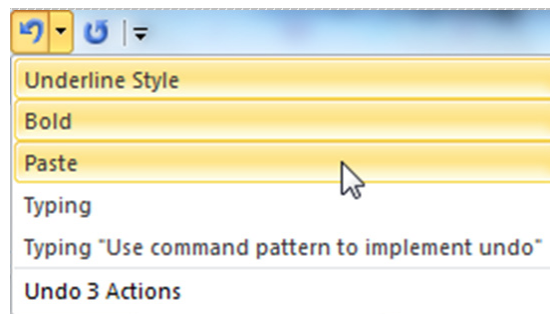 Underline Style
Bold
Paste
Typing
Typing "Use command pattern to implement undo"
Undo 3 Actions